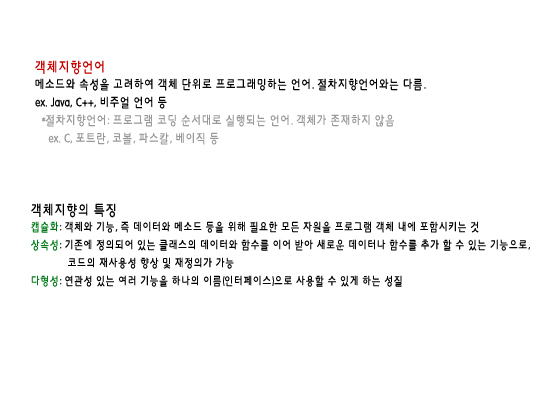 객체지향언어
메소드와 속성을 고려하여 객체 단위로 프로그래밍하는 언어. 절차지향언어와는 다름.
ex. Java, C++, 비주얼 언어 등
*절차지향언어: 프로그램 코딩 순서대로 실행되는 언어. 객체가 존재하지 않음
ex. C, 포트란, 코볼, 파스칼, 베이직 등
객체지향의 특징
캡슐화: 객체와 기능, 즉 데이터와 메소드 등을 위해 필요한 모든 자원을 프로그램 객체 내에 포함시키는 것
상속성: 기존에 정의되어 있는 클래스의 데이터와 함수를 이어 받아 새로운 데이터나 함수를 추가 할 수 있는 기능으로,
코드의 재사용성 향상 및 재정의가 가능
다형성: 연관성 있는 여러 기능을 하나의 이름(인터페이스)으로 사용할 수 있게 하는 성질